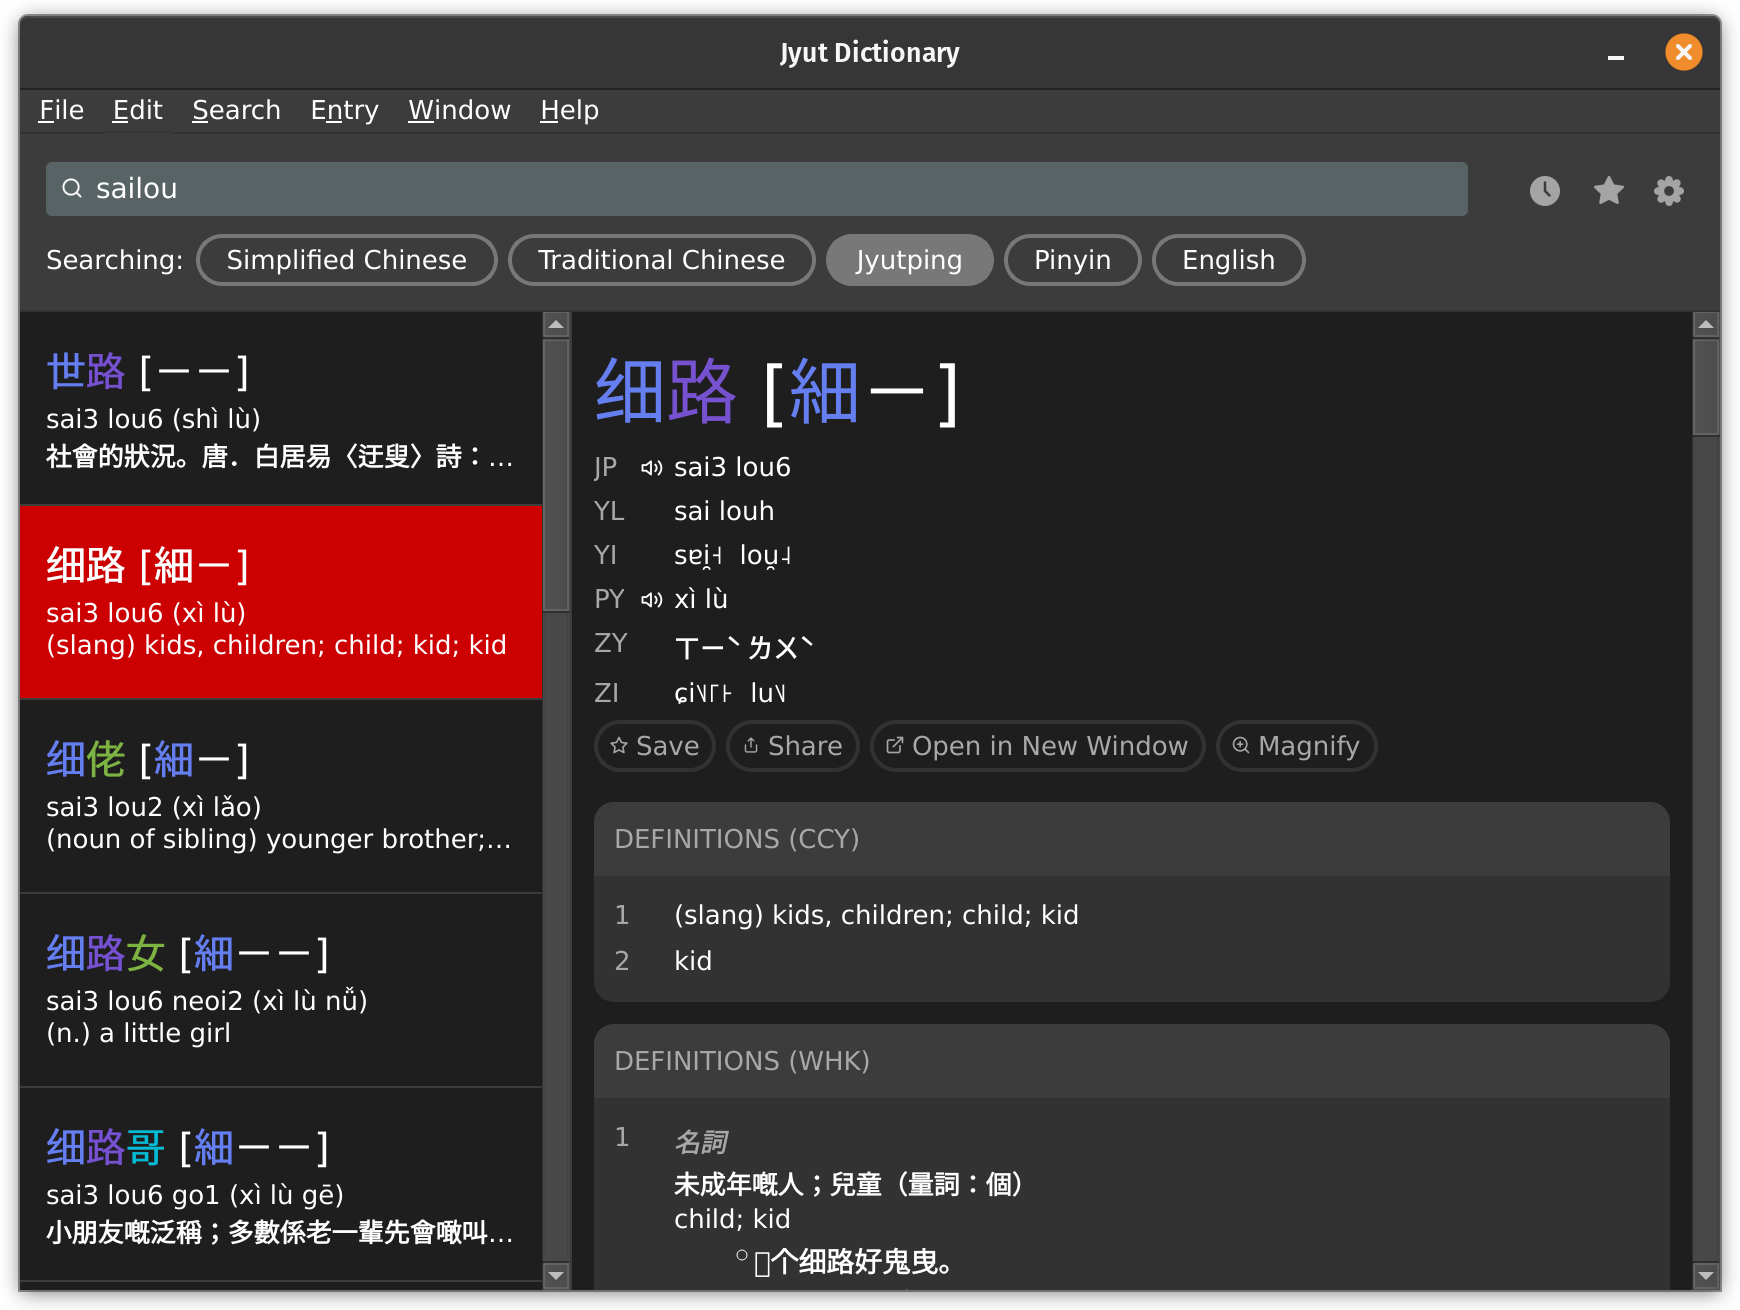 Jyut Dictionary
File Edit Search Entry Window Help
sailou
Searching: Simplified Chinese Traditional Chinese Jyutping Pinyin English
世路 [－－]
sai3 lou6 (shì lù)
社會的狀況。唐．白居易〈迂叟〉詩：…
细路 [細－]
sai3 lou6 (xì lù)
(slang) kids, children; child; kid; kid
细佬 [細－]
sai3 lou2 (xì lǎo)
(noun of sibling) younger brother;…
细路女 [細－－]
sai3 lou6 neoi2 (xì lù nǚ)
(n.) a little girl
细路哥 [細－－]
sai3 lou6 go1 (xì lù gē)
小朋友嘅泛稱；多數係老一輩先會噉叫…
细路 [細－]
JP sai3 lou6
YL sai louh
YI sɐi̯˧ lou̯˨
PY xì lù
ZY ㄒㄧˋ ㄌㄨˋ
ZI ɕi˥˩꜒꜔ lu˥˩
Save Share Open in New Window Magnify
DEFINITIONS (CCY)
1 (slang) kids, children; child; kid
2 kid
DEFINITIONS (WHK)
1 名詞
未成年嘅人；兒童（量詞：個）
child; kid
个细路好鬼曳。